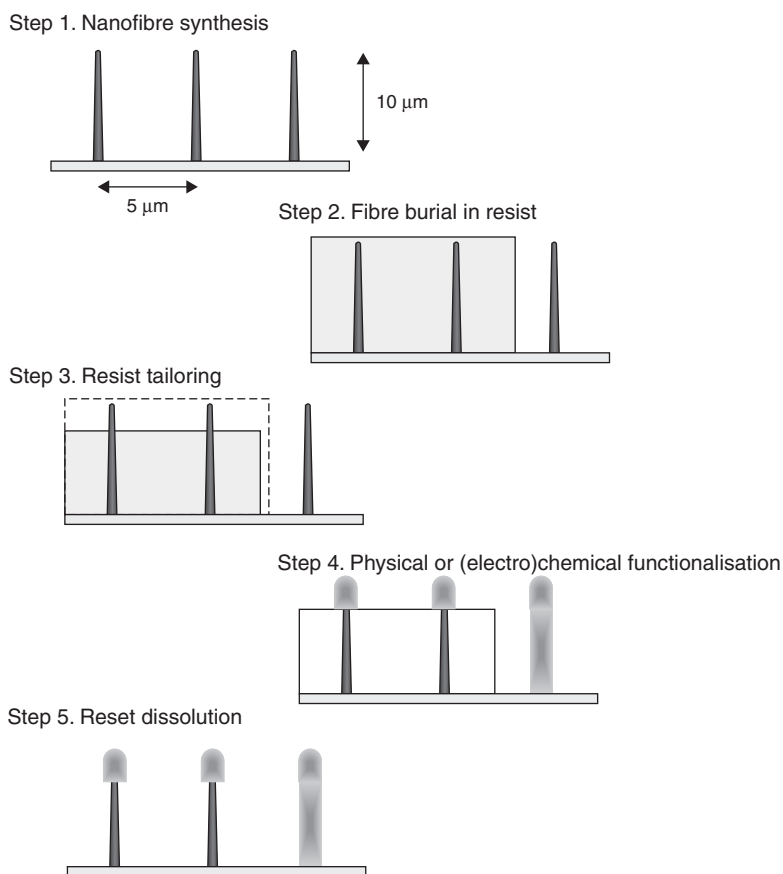 Step 1. Nanofibre synthesis
10 μm
5 μm
Step 2. Fibre burial in resist
Step 3. Resist tailoring
Step 4. Physical or (electro)chemical functionalisation
Step 5. Reset dissolution